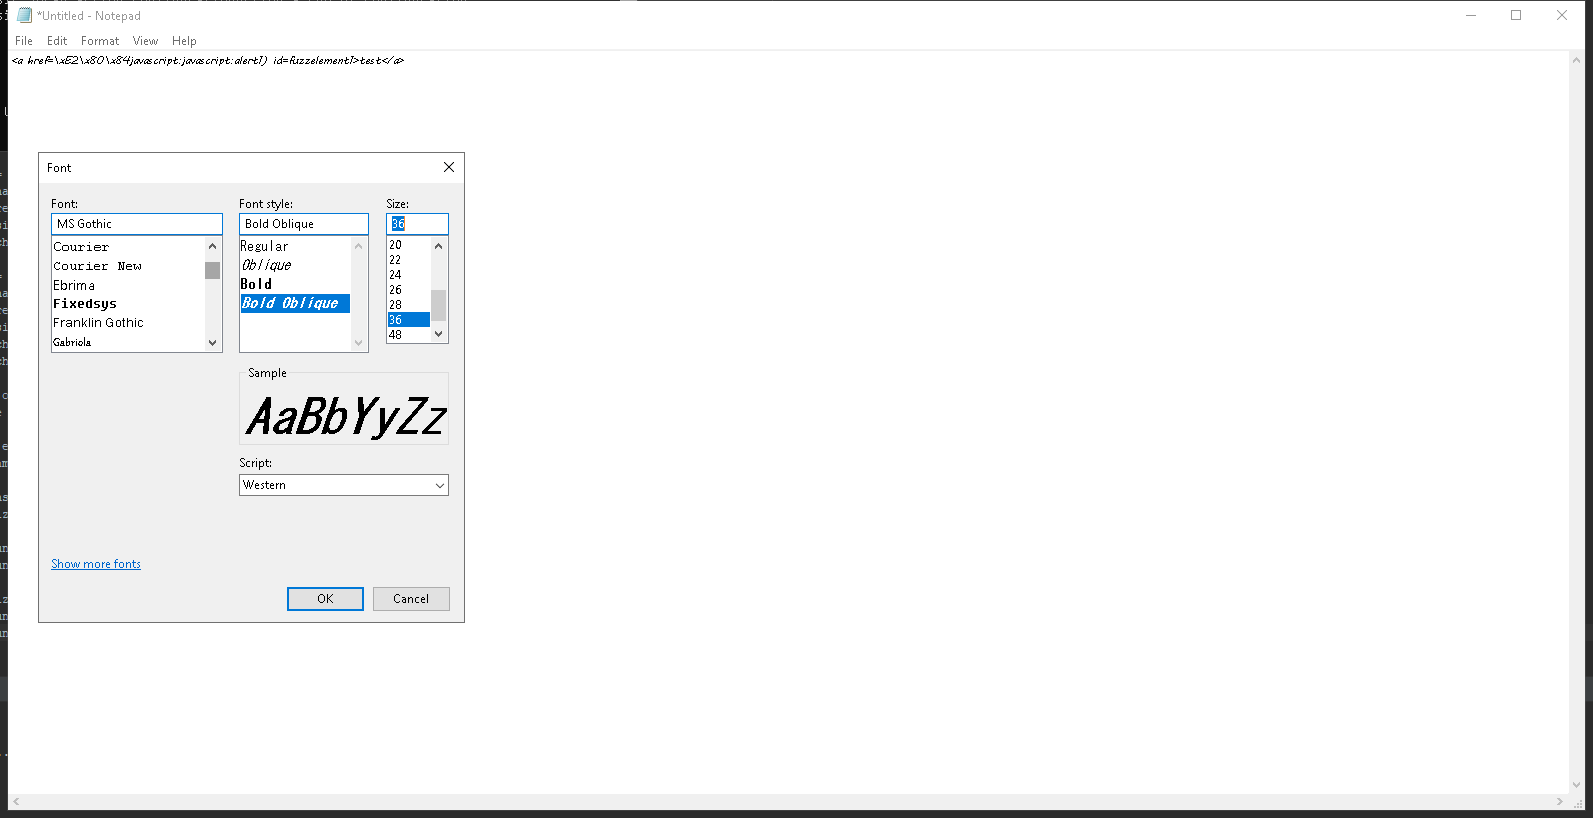 *Untitled - Notepad
File Edit Format View Help
<a href=\xE2\x80\x84javascript:javascript:alert1) id=fuzzelement1>test</a>
Font
Font: Font style: Size:
MS Gothic Bold Oblique 36
Courier Regular 20
Courier New Oblique 22
Ebrima Bold 24
Fixedsys Bold Oblique 26
Franklin Gothic 28
Gabriola 36
48
Sample
AaBbYyZz
Script:
Western
Show more fonts
OK Cancel